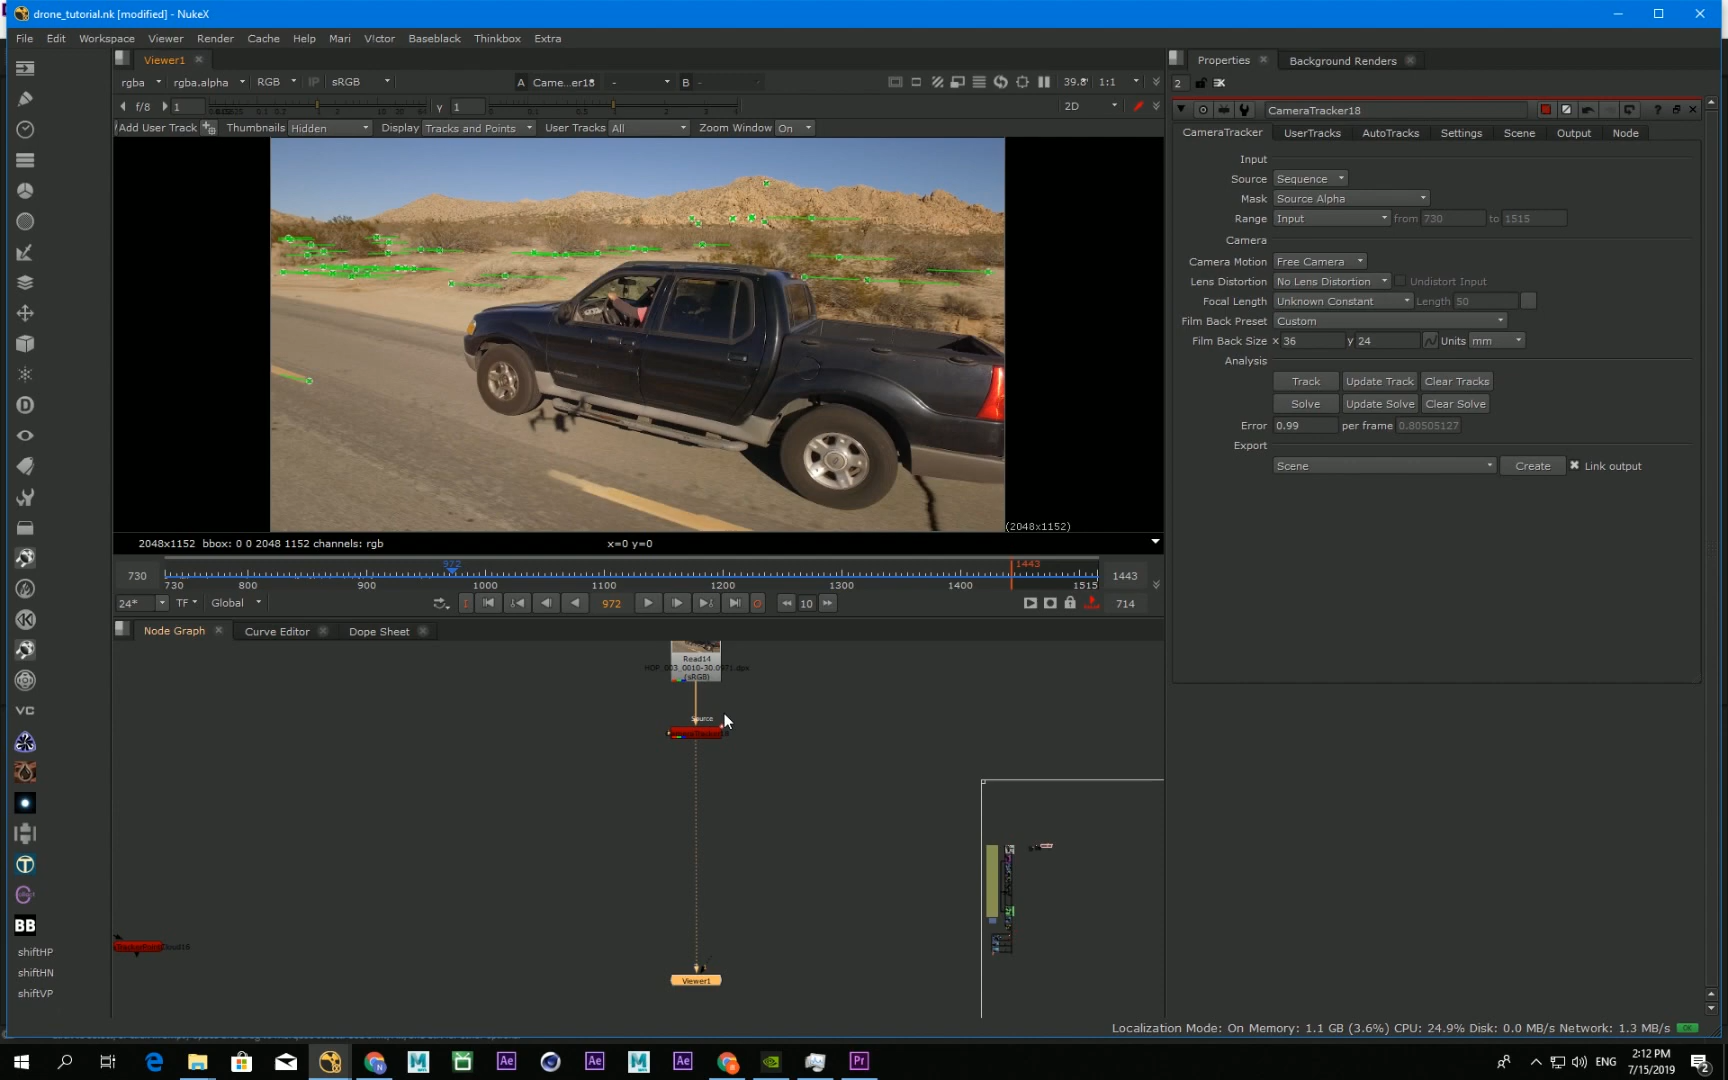 drone_tutorial.nk [modified] - NukeX
File Edit Workspace Viewer Render Cache Help Mari V!ctor Baseblack Thinkbox Extra
Viewer1
rgba rgba.alpha RGB IP sRGB A Came...er18 - B - 39.8 1:1
f/8 1 y 1 2D
Add User Track Thumbnails Hidden Display Tracks and Points User Tracks All Zoom Window On
(2048x1152)
2048x1152 bbox: 0 0 2048 1152 channels: rgb x=0 y=0
972 1443
730 730 800 900 1000 1100 1200 1300 1400 1515 1443
24* TF Global 972 10 714
Node Graph Curve Editor Dope Sheet
Read14
(sRGB)
Source
Viewer1
Properties Background Renders
2
CameraTracker18
CameraTracker UserTracks AutoTracks Settings Scene Output Node
Input
Source Sequence
Mask Source Alpha
Range Input from 730 to 1515
Camera
Camera Motion Free Camera
Lens Distortion No Lens Distortion Undistort Input
Focal Length Unknown Constant Length 50
Film Back Preset Custom
Film Back Size x 36 y 24 Units mm
Analysis
Track Update Track Clear Tracks
Solve Update Solve Clear Solve
Error 0.99 per frame 0.80505127
Export
Scene Create Link output
VC
BB
shiftHP
shiftHN
shiftVP
Localization Mode: On Memory: 1.1 GB (3.6%) CPU: 24.9% Disk: 0.0 MB/s Network: 1.3 MB/s
Ae Ae Ae Pr
ENG
2:12 PM
7/15/2019
2